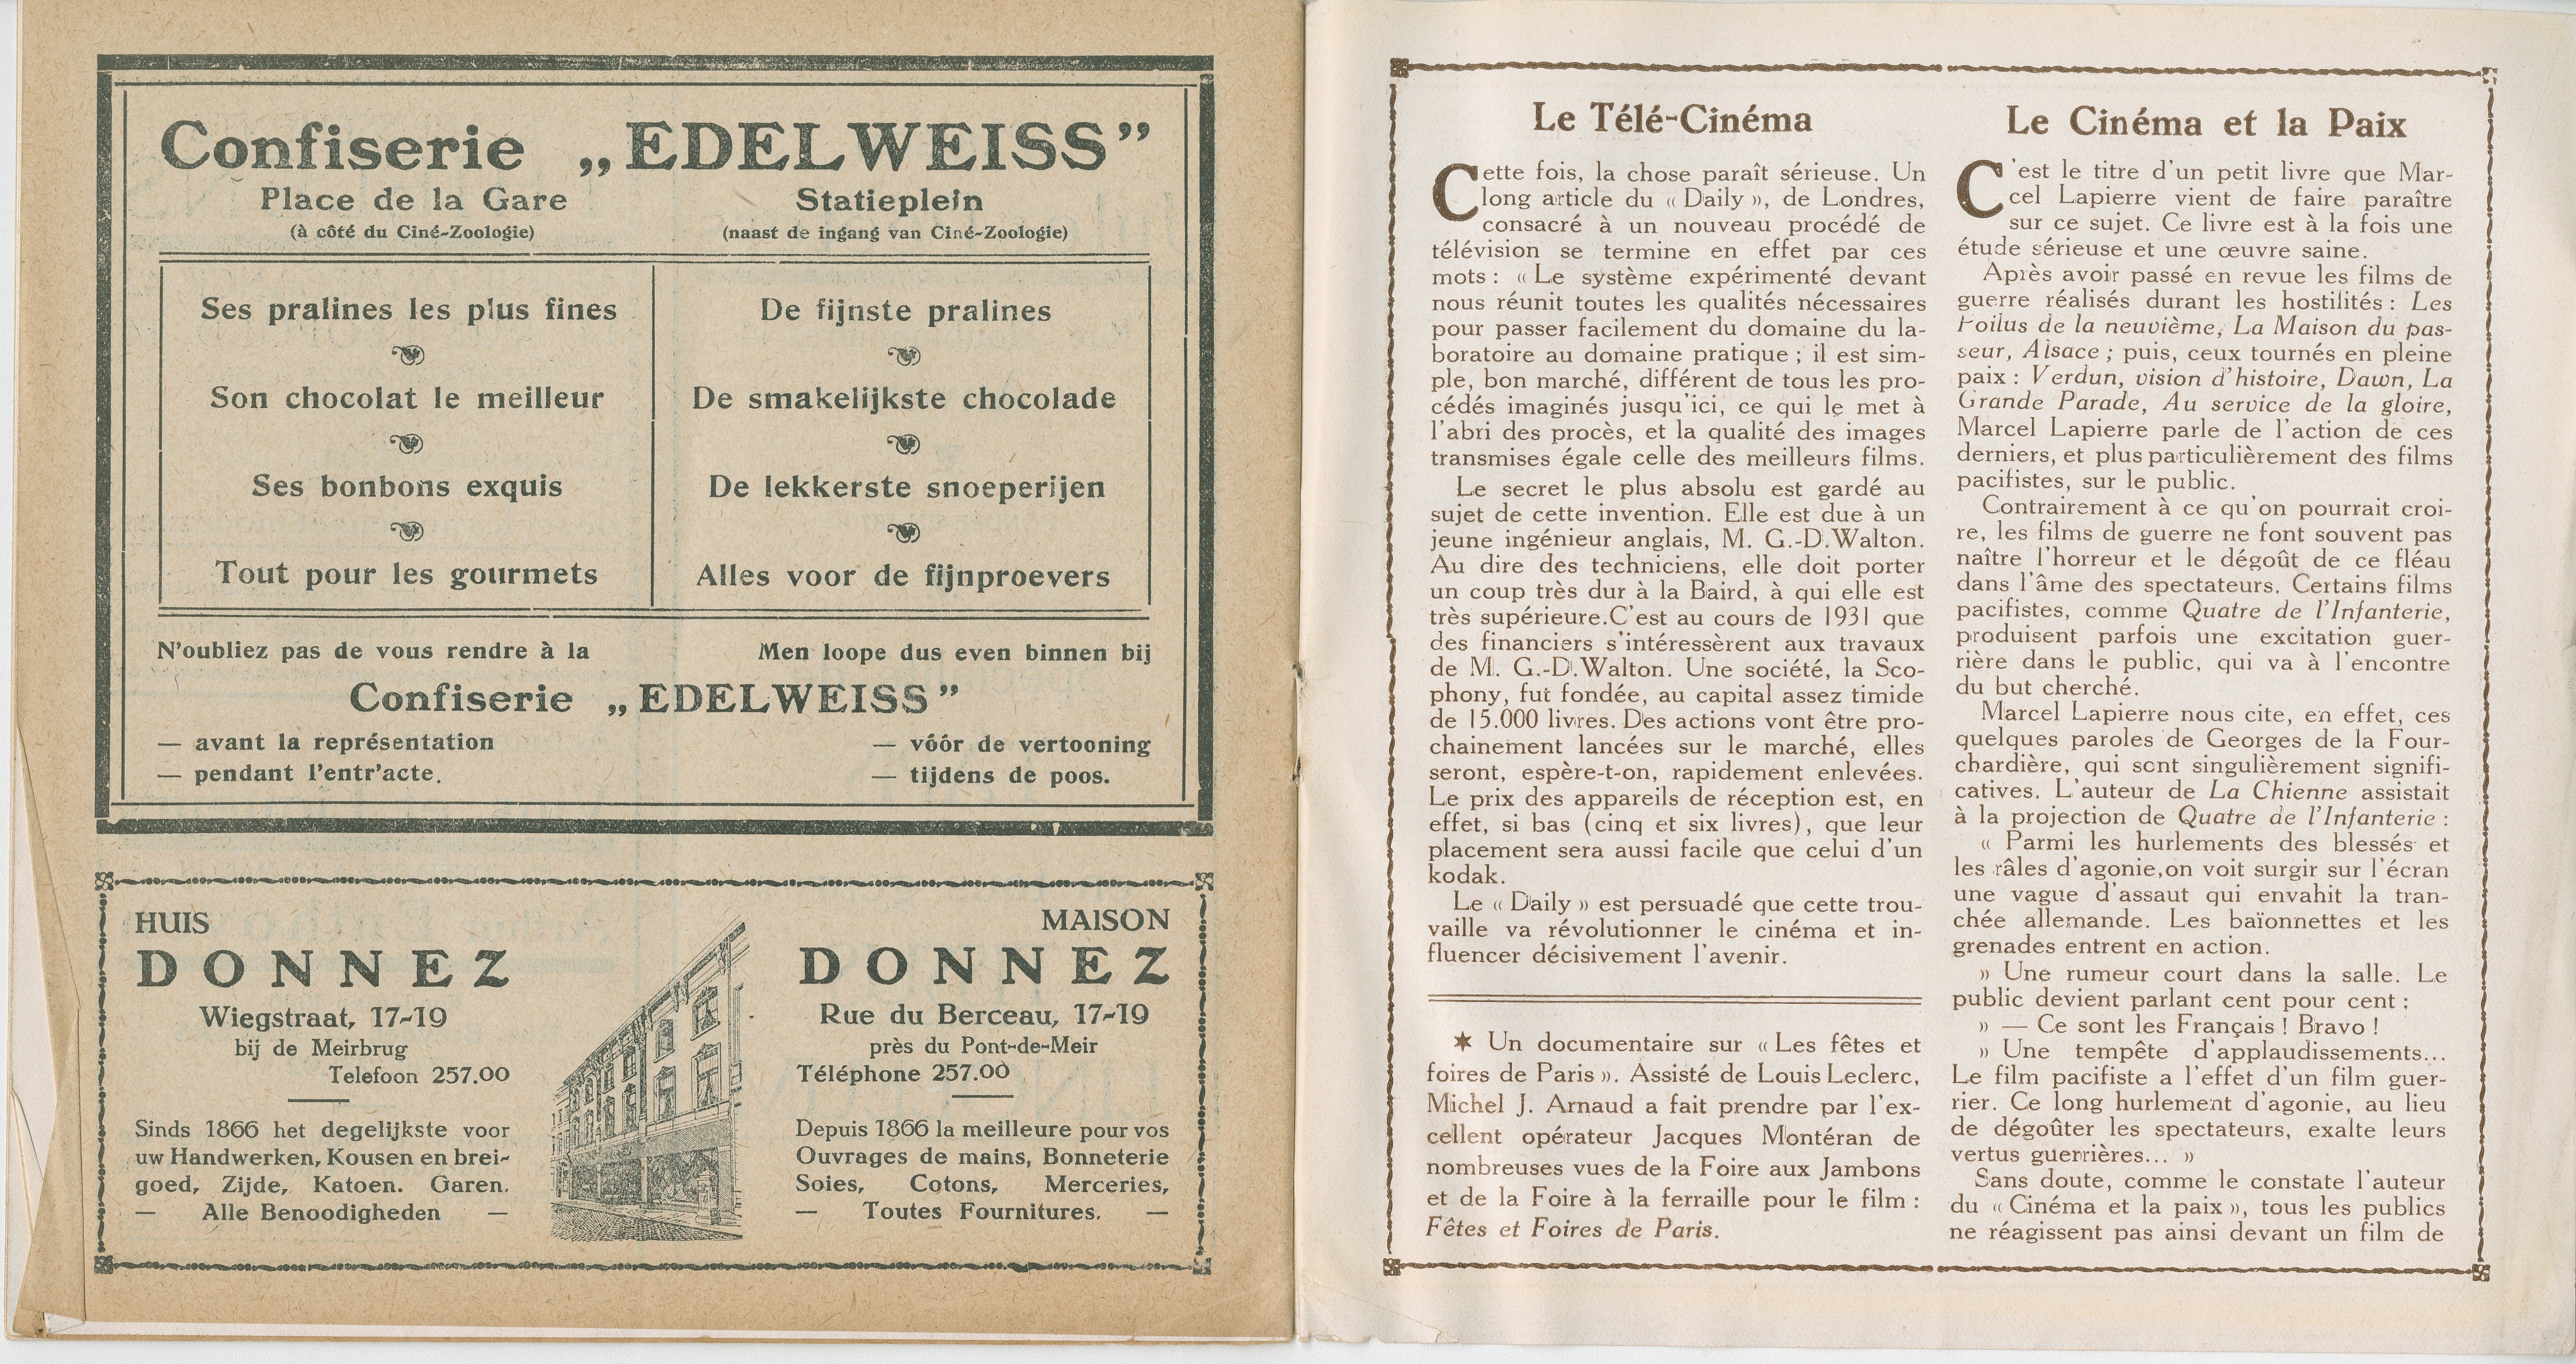 Confiserie „EDELWEISS”
Place de la Gare
(à côté du Ciné-Zoologie)
Statieplein
(naast de ingang van Ciné-Zoologie)
Ses pralines les plus fines
Son chocolat le meilleur
Ses bonbons exquis
Tout pour les gourmets
De fijnste pralines
De smakelijkste chocolade
De lekkerste snoeperijen
Alles voor de fijnproevers
N'oubliez pas de vous rendre à la
Men loope dus even binnen bij
Confiserie „EDELWEISS”
— avant la représentation
— pendant l'entr'acte.
— vóór de vertooning
— tijdens de poos.
HUIS
DONNEZ
Wiegstraat, 17-19
bij de Meirbrug
Telefoon 257.00
Sinds 1866 het degelijkste voor
uw Handwerken, Kousen en brei-
goed, Zijde, Katoen. Garen.
— Alle Benoodigheden —
MAISON
DONNEZ
Rue du Berceau, 17-19
près du Pont-de-Meir
Téléphone 257.00
Depuis 1866 la meilleure pour vos
Ouvrages de mains, Bonneterie
Soies, Cotons, Merceries,
— Toutes Fournitures. —
Le Télé-Cinéma
Cette fois, la chose paraît sérieuse. Un
long article du « Daily », de Londres,
consacré à un nouveau procédé de
télévision se termine en effet par ces
mots : « Le système expérimenté devant
nous réunit toutes les qualités nécessaires
pour passer facilement du domaine du la-
boratoire au domaine pratique ; il est sim-
ple, bon marché, différent de tous les pro-
cédés imaginés jusqu'ici, ce qui le met à
l'abri des procès, et la qualité des images
transmises égale celle des meilleurs films.
Le secret le plus absolu est gardé au
sujet de cette invention. Elle est due à un
jeune ingénieur anglais, M. G.-D.Walton.
Au dire des techniciens, elle doit porter
un coup très dur à la Baird, à qui elle est
très supérieure.C'est au cours de 1931 que
des financiers s'intéressèrent aux travaux
de M. G.-D.Walton. Une société, la Sco-
phony, fut fondée, au capital assez timide
de 15.000 livres. Des actions vont être pro-
chainement lancées sur le marché, elles
seront, espère-t-on, rapidement enlevées.
Le prix des appareils de réception est, en
effet, si bas (cinq et six livres), que leur
placement sera aussi facile que celui d'un
kodak.
Le « Daily » est persuadé que cette trou-
vaille va révolutionner le cinéma et in-
fluencer décisivement l'avenir.
✶ Un documentaire sur « Les fêtes et
foires de Paris ». Assisté de Louis Leclerc,
Michel J. Arnaud a fait prendre par l'ex-
cellent opérateur Jacques Montéran de
nombreuses vues de la Foire aux Jambons
et de la Foire à la ferraille pour le film :
Fêtes et Foires de Paris.
Le Cinéma et la Paix
C'est le titre d'un petit livre que Mar-
cel Lapierre vient de faire paraître
sur ce sujet. Ce livre est à la fois une
étude sérieuse et une œuvre saine.
Après avoir passé en revue les films de
guerre réalisés durant les hostilités : Les
Poilus de la neuvième, La Maison du pas-
seur, Alsace ; puis, ceux tournés en pleine
paix : Verdun, vision d'histoire, Dawn, La
Grande Parade, Au service de la gloire,
Marcel Lapierre parle de l'action de ces
derniers, et plus particulièrement des films
pacifistes, sur le public.
Contrairement à ce qu'on pourrait croi-
re, les films de guerre ne font souvent pas
naître l'horreur et le dégoût de ce fléau
dans l'âme des spectateurs. Certains films
pacifistes, comme Quatre de l'Infanterie,
produisent parfois une excitation guer-
rière dans le public, qui va à l'encontre
du but cherché.
Marcel Lapierre nous cite, en effet, ces
quelques paroles de Georges de la Four-
chardière, qui sont singulièrement signifi-
catives. L'auteur de La Chienne assistait
à la projection de Quatre de l'Infanterie :
« Parmi les hurlements des blessés et
les râles d'agonie,on voit surgir sur l'écran
une vague d'assaut qui envahit la tran-
chée allemande. Les baïonnettes et les
grenades entrent en action.
» Une rumeur court dans la salle. Le
public devient parlant cent pour cent :
» — Ce sont les Français ! Bravo !
» Une tempête d'applaudissements...
Le film pacifiste a l'effet d'un film guer-
rier. Ce long hurlement d'agonie, au lieu
de dégoûter les spectateurs, exalte leurs
vertus guerrières... »
Sans doute, comme le constate l'auteur
du « Cinéma et la paix », tous les publics
ne réagissent pas ainsi devant un film de